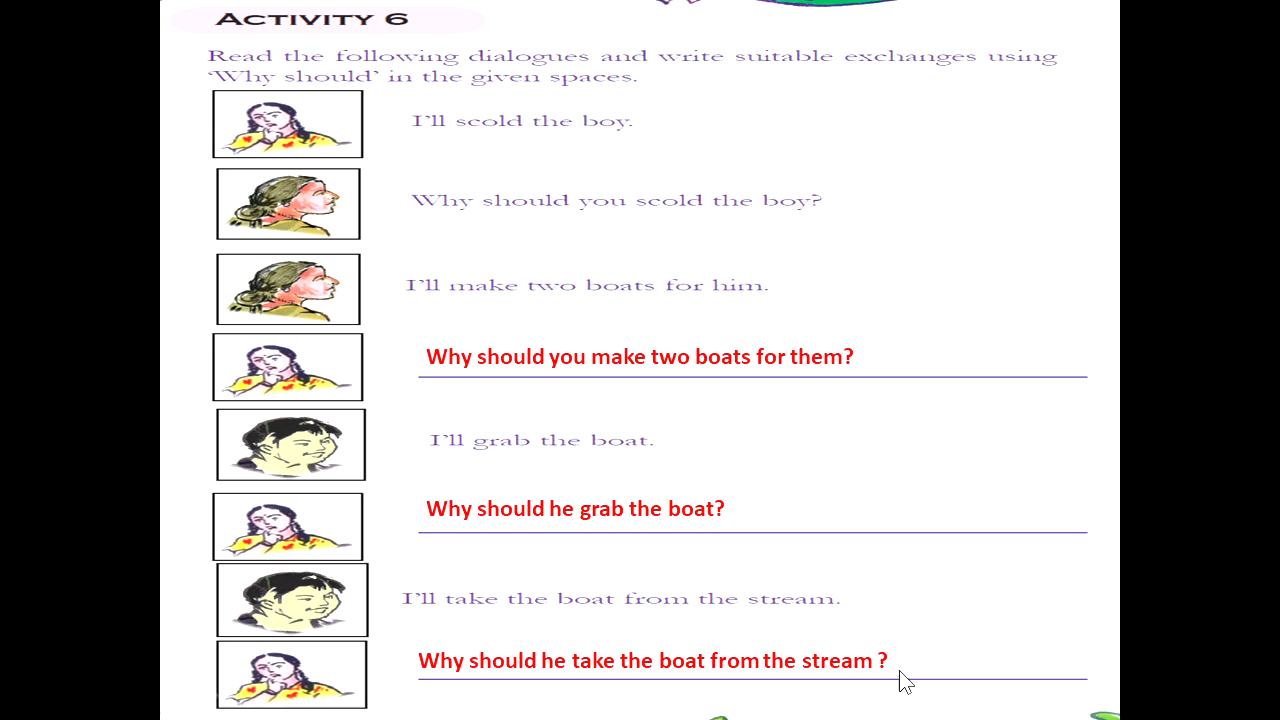 ACTIVITY 6
Read the following dialogues and write suitable exchanges using
‘Why should’ in the given spaces.
I’ll scold the boy.
Why should you scold the boy?
I’ll make two boats for him.
Why should you make two boats for them?
I’ll grab the boat.
Why should he grab the boat?
I’ll take the boat from the stream.
Why should he take the boat from the stream ?